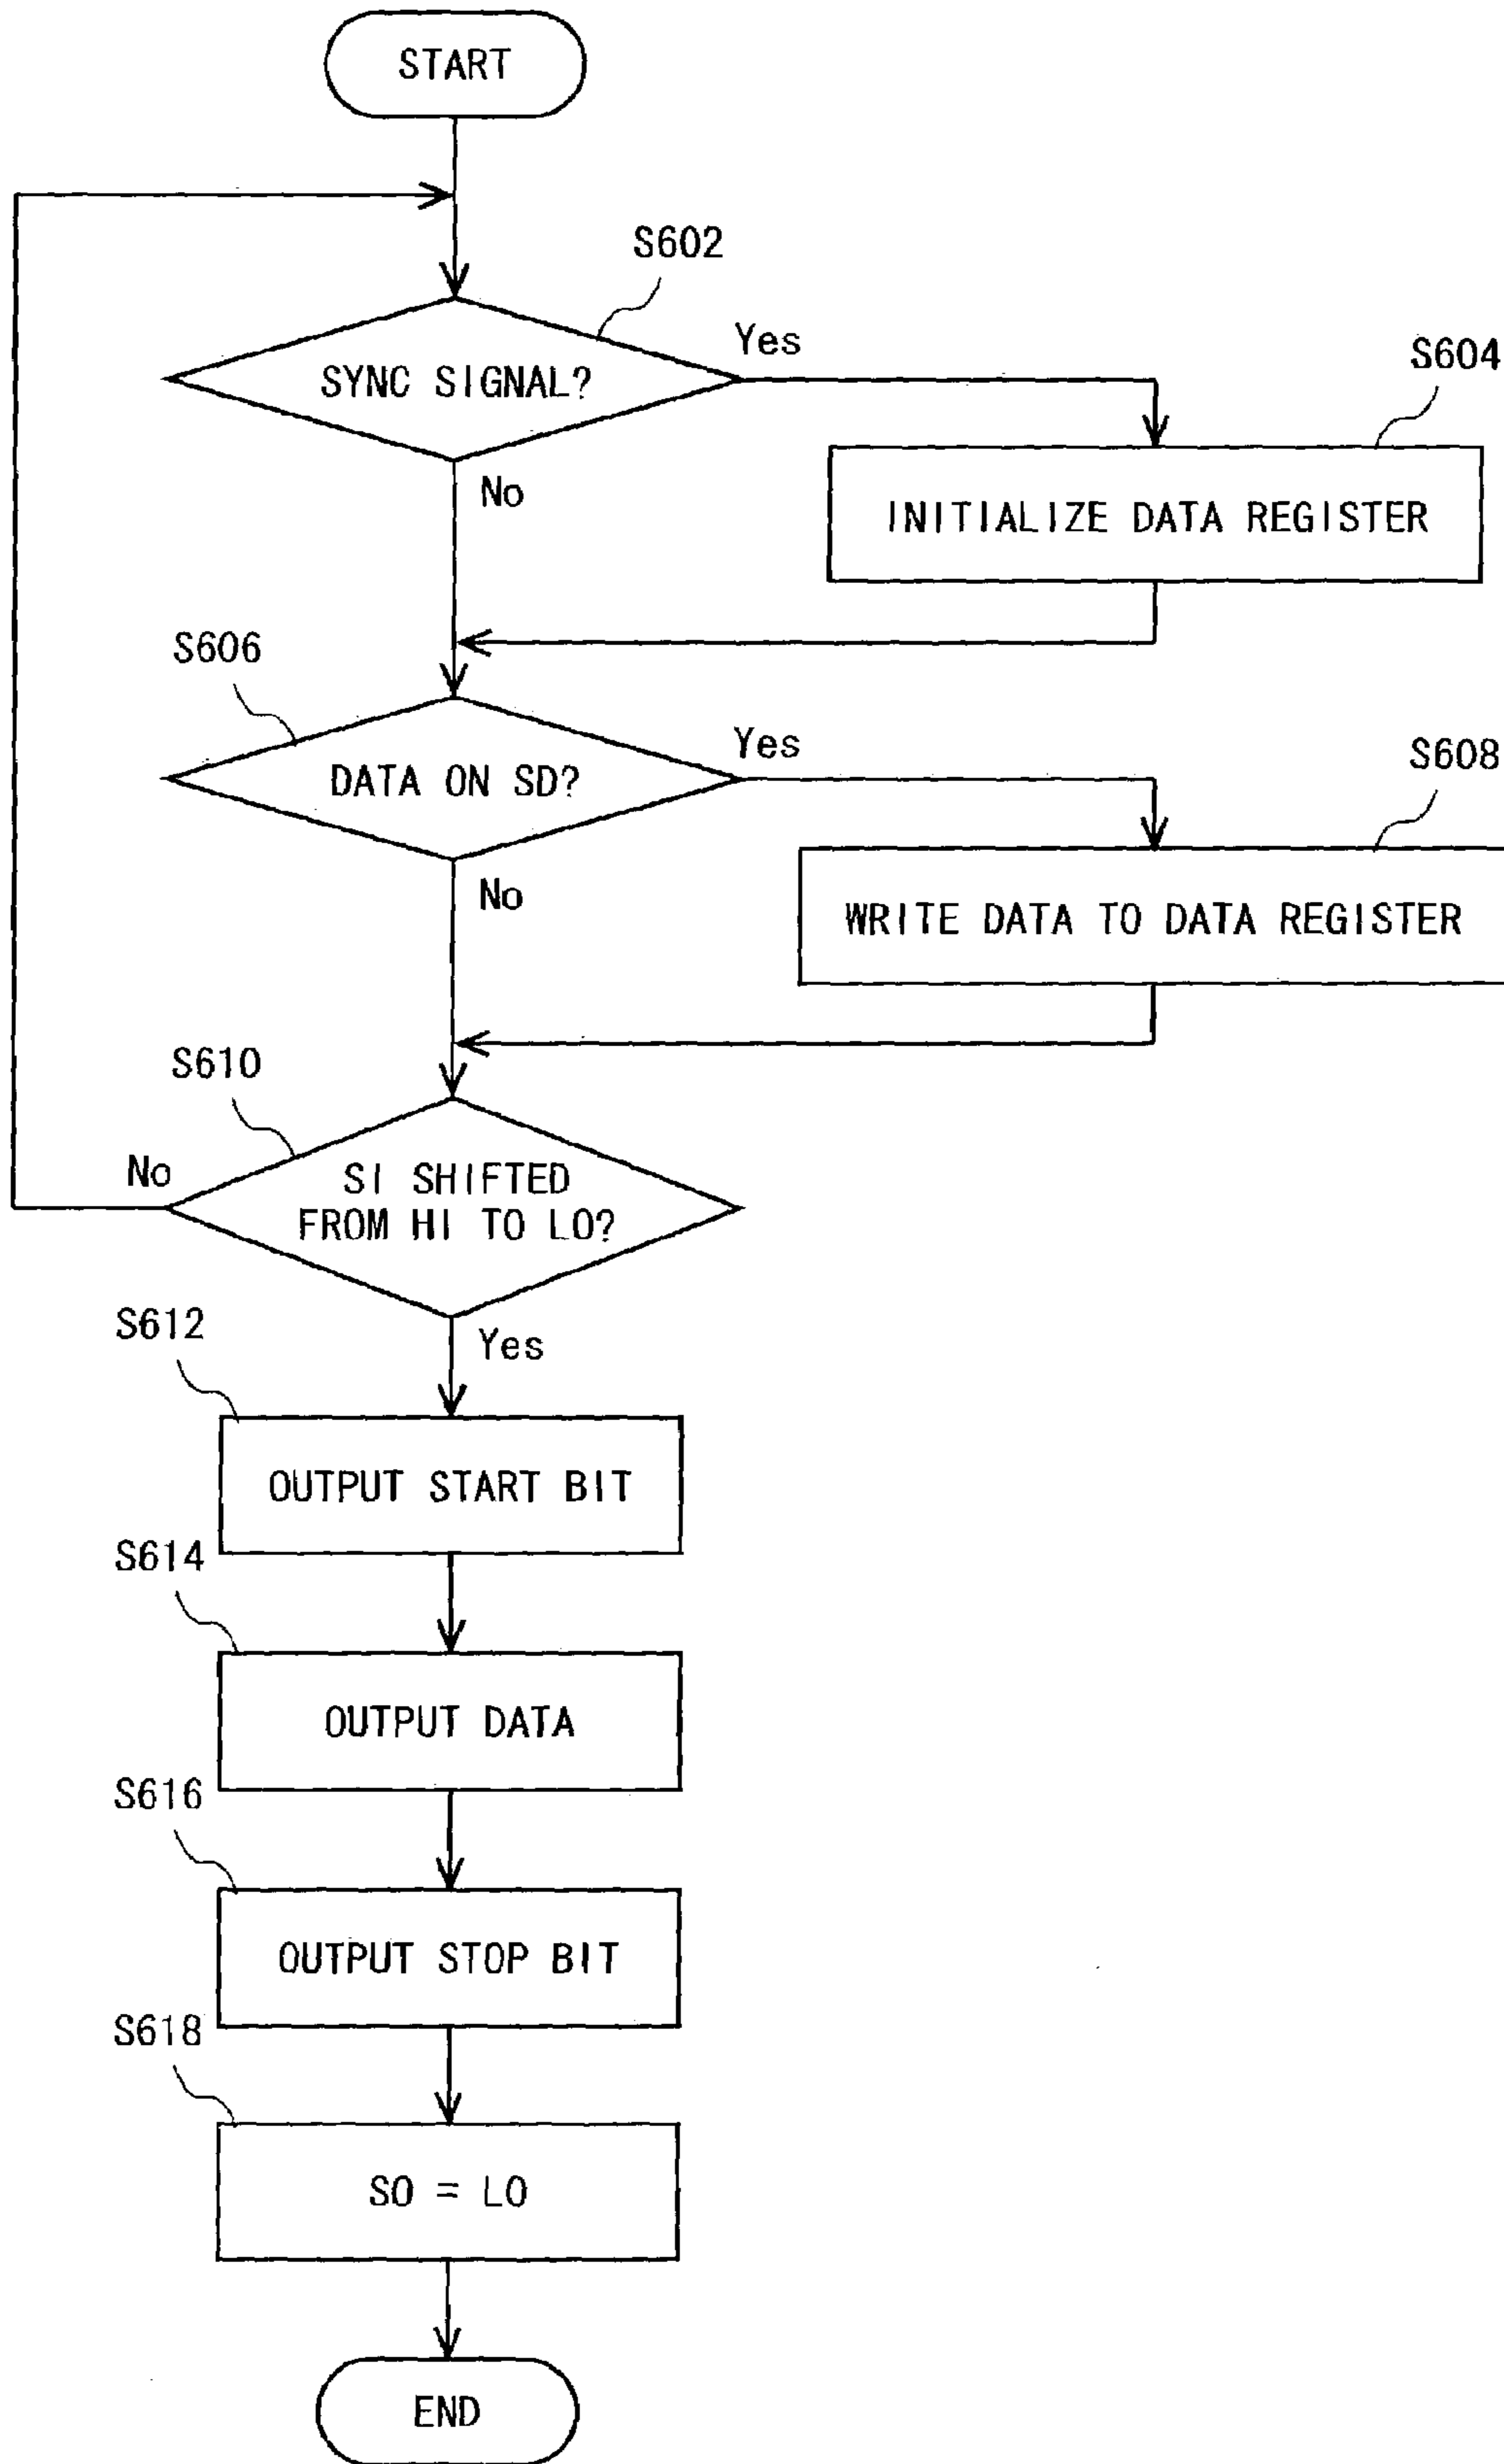 START
S602
SYNC SIGNAL?
Yes
No
S604
INITIALIZE DATA REGISTER
S606
DATA ON SD?
Yes
No
S608
WRITE DATA TO DATA REGISTER
S610
SI SHIFTED
FROM HI TO LO?
No
Yes
S612
OUTPUT START BIT
S614
OUTPUT DATA
S616
OUTPUT STOP BIT
S618
SO = LO
END